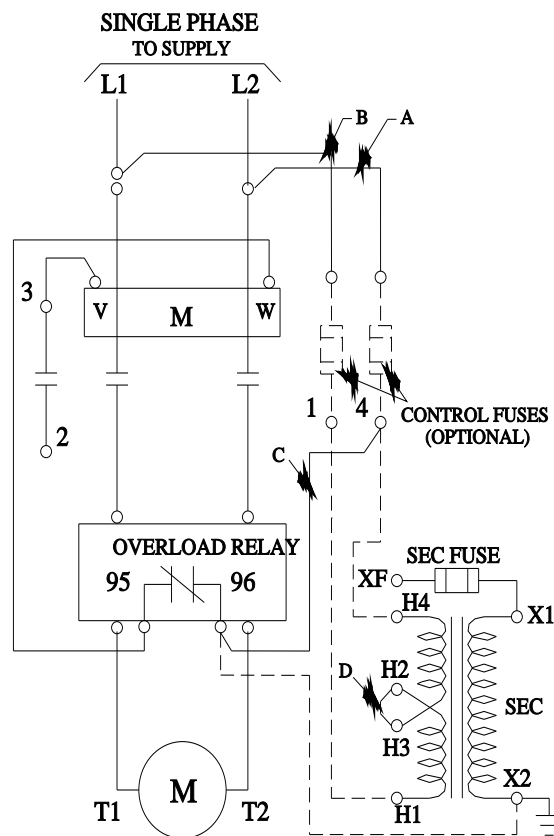 SINGLE PHASE
TO SUPPLY
L1 L2
B A
3 V M W
2
1 4 CONTROL FUSES
(OPTIONAL)
C
OVERLOAD RELAY
95 96
SEC FUSE
XF
H4 X1
D H2
SEC
H3
X2
H1
T1 M T2